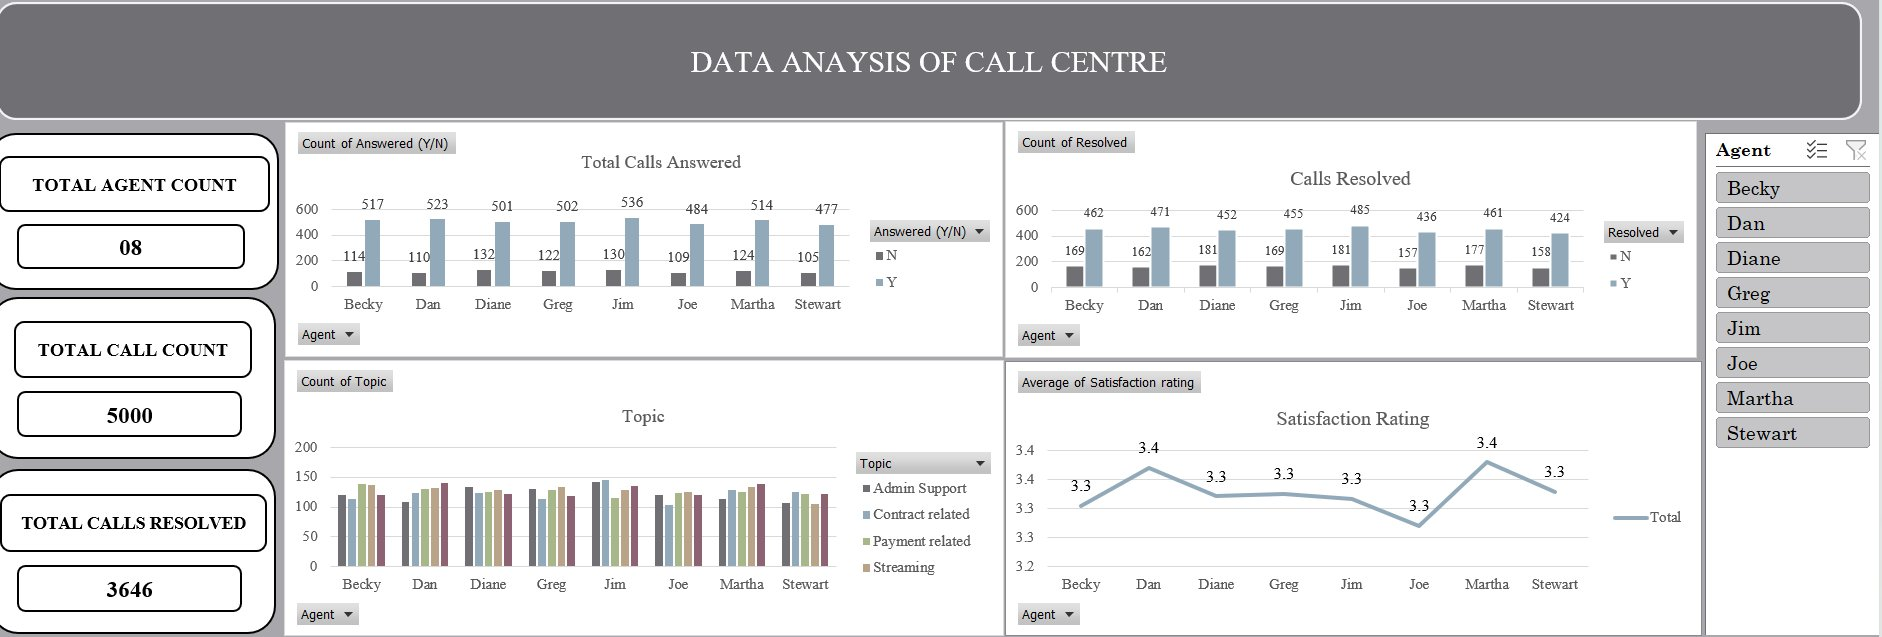 DATA ANAYSIS OF CALL CENTRE
TOTAL AGENT COUNT
08
TOTAL CALL COUNT
5000
TOTAL CALLS RESOLVED
3646
Count of Answered (Y/N)
Total Calls Answered
600
400
200
0
517
523
501
502
536
484
514
477
114
110
132
122
130
109
124
105
Becky
Dan
Diane
Greg
Jim
Joe
Martha
Stewart
Answered (Y/N)
N
Y
Agent
Count of Resolved
Calls Resolved
600
400
200
0
462
471
452
455
485
436
461
424
169
162
181
169
181
157
177
158
Becky
Dan
Diane
Greg
Jim
Joe
Martha
Stewart
Resolved
N
Y
Agent
Count of Topic
Topic
200
150
100
50
0
Becky
Dan
Diane
Greg
Jim
Joe
Martha
Stewart
Topic
Admin Support
Contract related
Payment related
Streaming
Agent
Average of Satisfaction rating
Satisfaction Rating
3.4
3.4
3.3
3.3
3.2
3.3
3.4
3.3
3.3
3.3
3.3
3.4
3.3
Becky
Dan
Diane
Greg
Jim
Joe
Martha
Stewart
Total
Agent
Agent
Becky
Dan
Diane
Greg
Jim
Joe
Martha
Stewart